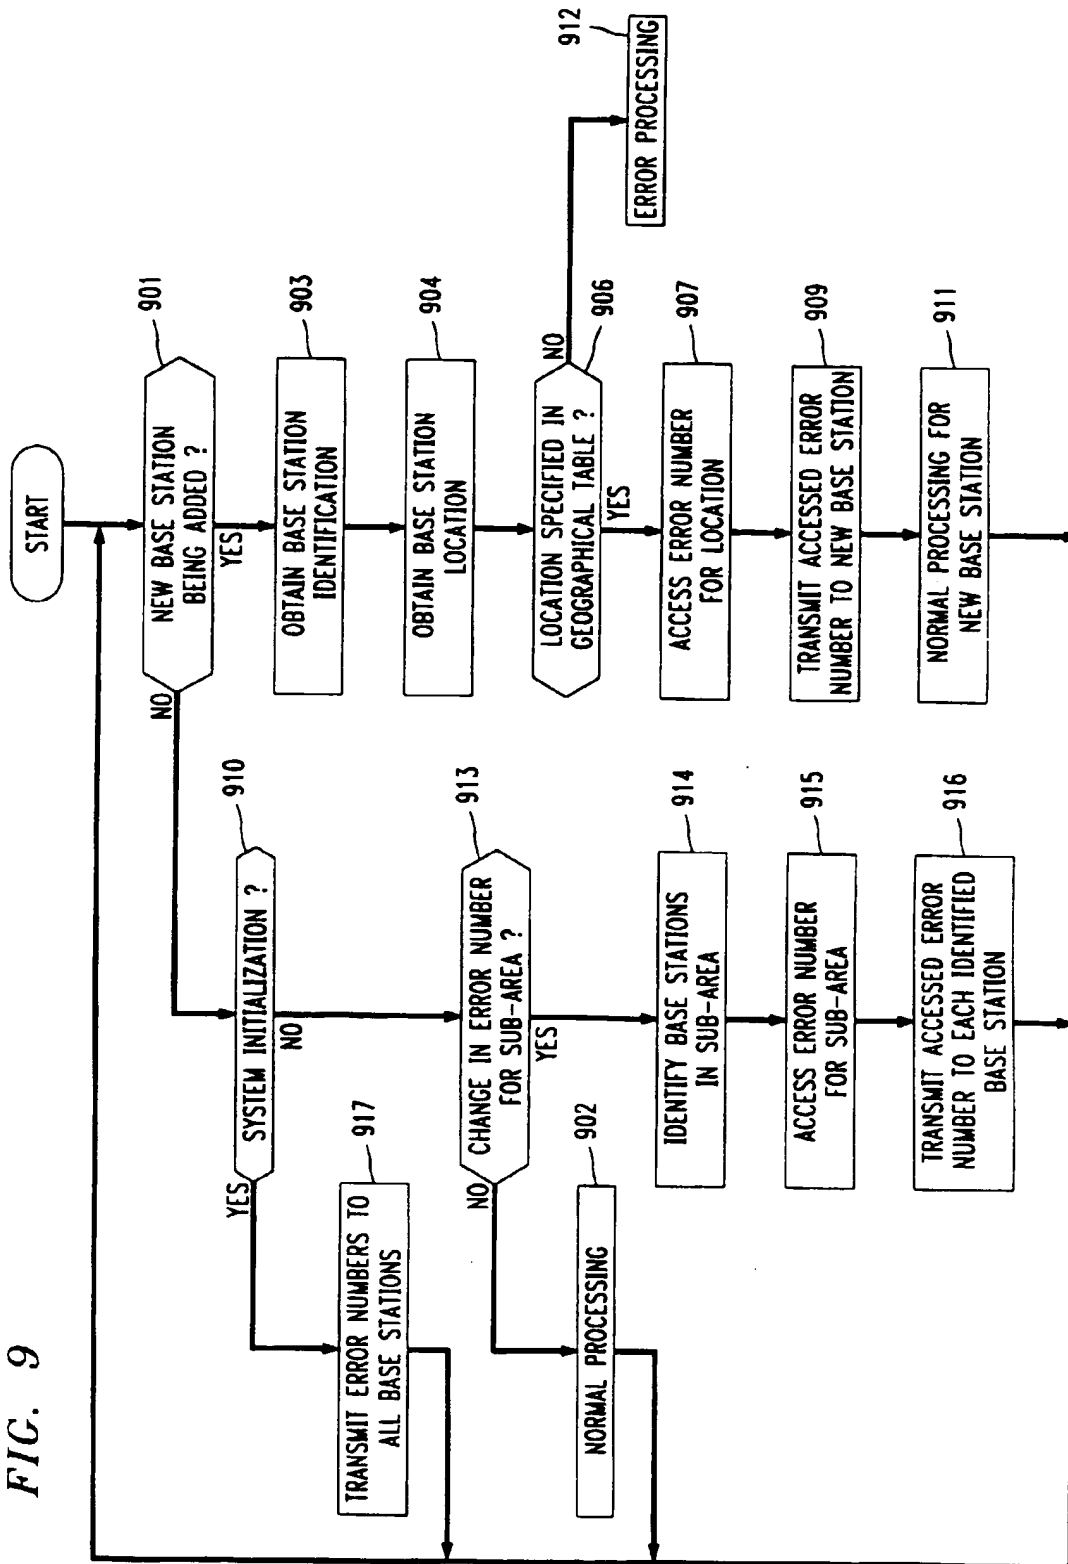 FIG. 9
START
NEW BASE STATION
BEING ADDED ?
901
NO
YES
OBTAIN BASE STATION
IDENTIFICATION
903
OBTAIN BASE STATION
LOCATION
904
LOCATION SPECIFIED IN
GEOGRAPHICAL TABLE ?
906
NO
YES
ERROR PROCESSING
912
ACCESS ERROR NUMBER
FOR LOCATION
907
TRANSMIT ACCESSED ERROR
NUMBER TO NEW BASE STATION
909
NORMAL PROCESSING FOR
NEW BASE STATION
911
SYSTEM INITIALIZATION ?
910
YES
NO
TRANSMIT ERROR NUMBERS TO
ALL BASE STATIONS
917
CHANGE IN ERROR NUMBER
FOR SUB-AREA ?
913
NO
YES
NORMAL PROCESSING
902
IDENTIFY BASE STATIONS
IN SUB-AREA
914
ACCESS ERROR NUMBER
FOR SUB-AREA
915
TRANSMIT ACCESSED ERROR
NUMBER TO EACH IDENTIFIED
BASE STATION
916